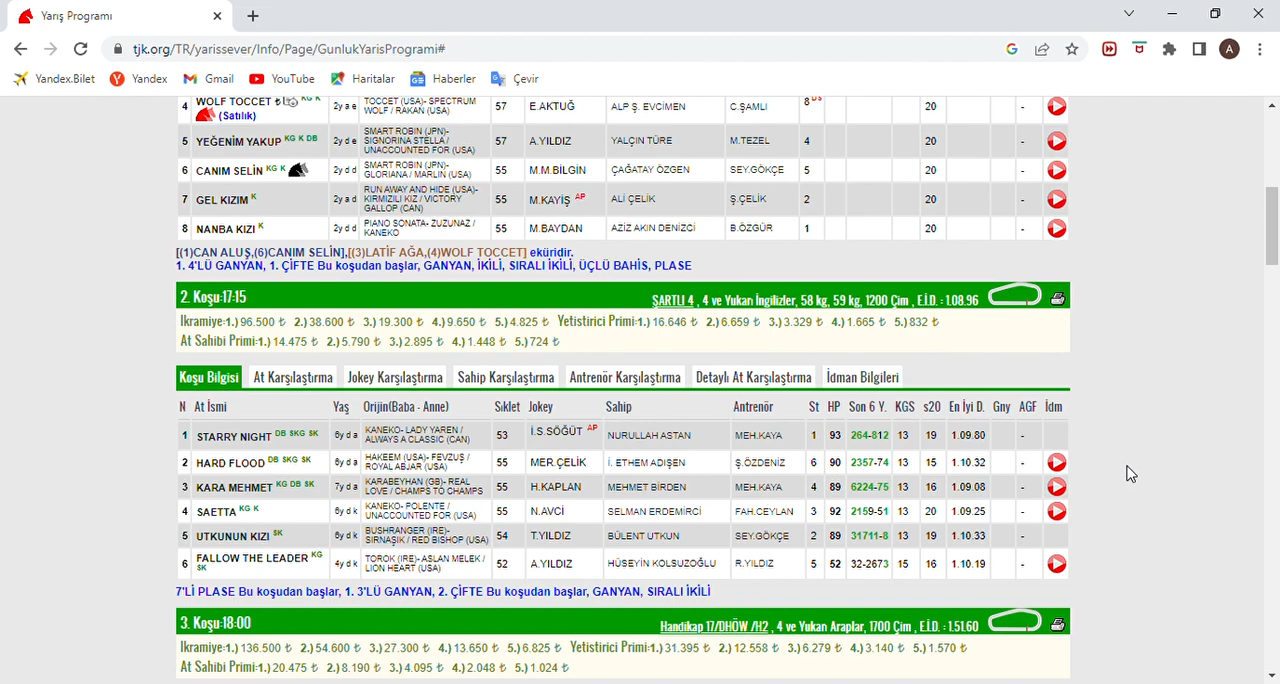 Yarış Programı
tjk.org/TR/yarissever/Info/Page/GunlukYarisProgrami#
A
Yandex.Bilet Yandex Gmail YouTube Haritalar Haberler Çevir
4 WOLF TOCCET KG K 2y a e TOCCET (USA)- SPECTRUM WOLF / RAKAN (USA) 57 E.AKTUĞ ALP Ş. EVCİMEN C.ŞAMLI 8 DS 20 -
(Satılık)
5 YEĞENİM YAKUP KG K DB 2y d e SMART ROBIN (JPN)- SIGNORINA STELLA / UNACCOUNTED FOR (USA) 57 A.YILDIZ YALÇIN TÜRE M.TEZEL 4 20 -
6 CANIM SELİN KG K 2y d d SMART ROBIN (JPN)- GLORIANA / MARLIN (USA) 55 M.M.BİLGİN ÇAĞATAY ÖZGEN SEY.GÖKÇE 5 20 -
7 GEL KIZIM K 2y a d RUN AWAY AND HIDE (USA)- KIRMIZILI KIZ / VICTORY GALLOP (CAN) 55 M.KAYİŞ AP ALİ ÇELİK Ş.ÇELİK 2 20 -
8 NANBA KIZI K 2y d d PIANO SONATA- ZUZUNAZ / KANEKO 55 M.BAYDAN AZİZ AKIN DENİZCİ B.ÖZGÜR 1 20 -
[(1)CAN ALUŞ,(6)CANIM SELİN],[(3)LATİF AĞA,(4)WOLF TOCCET] eküridir.
1. 4'LÜ GANYAN, 1. ÇİFTE Bu koşudan başlar, GANYAN, İKİLİ, SIRALI İKİLİ, ÜÇLÜ BAHİS, PLASE
2. Koşu:17:15 ŞARTLI 4 , 4 ve Yukarı İngilizler, 58 kg, 59 kg, 1200 Çim , E.İ.D. : 1.08.96
İkramiye:1.) 96.500 ₺ 2.) 38.600 ₺ 3.) 19.300 ₺ 4.) 9.650 ₺ 5.) 4.825 ₺ Yetistirici Primi:1.) 16.646 ₺ 2.) 6.659 ₺ 3.) 3.329 ₺ 4.) 1.665 ₺ 5.) 832 ₺
At Sahibi Primi:1.) 14.475 ₺ 2.) 5.790 ₺ 3.) 2.895 ₺ 4.) 1.448 ₺ 5.) 724 ₺
Koşu Bilgisi At Karşılaştırma Jokey Karşılaştırma Sahip Karşılaştırma Antrenör Karşılaştırma Detaylı At Karşılaştırma İdman Bilgileri
N At İsmi Yaş Orijin(Baba - Anne) Sıklet Jokey Sahip Antrenör St HP Son 6 Y. KGS s20 En İyi D. Gny AGF İdm
1 STARRY NIGHT DB SKG SK 6y d a KANEKO- LADY YAREN / ALWAYS A CLASSIC (CAN) 53 İ.S.SÖĞÜT AP NURULLAH ASTAN MEH.KAYA 1 93 264-812 13 19 1.09.80 -
2 HARD FLOOD DB SKG SK 6y d a HAKEEM (USA)- FEVZUŞ / ROYAL ABJAR (USA) 55 MER.ÇELİK İ. ETHEM ADIŞEN Ş.ÖZDENİZ 6 90 2357-74 13 15 1.10.32 -
3 KARA MEHMET KG DB SK 7y d a KARABEYHAN (GB)- REAL LOVE / CHAMPS TO CHAMPS 55 H.KAPLAN MEHMET BİRDEN MEH.KAYA 4 89 6224-75 13 16 1.09.08 -
4 SAETTA KG K 6y d k KANEKO- POLENTE / UNACCOUNTED FOR (USA) 55 N.AVCİ SELMAN ERDEMİRCİ FAH.CEYLAN 3 92 2159-51 13 20 1.09.25 -
5 UTKUNUN KIZI SK 8y d k BUSHRANGER (IRE)- SIRNAŞIK / RED BISHOP (USA) 54 T.YILDIZ BÜLENT UTKUN SEY.GÖKÇE 2 89 31711-8 13 19 1.10.33 -
6 FALLOW THE LEADER KG SK 4y d k TOROK (IRE)- ASLAN MELEK / LION HEART (USA) 52 A.YILDIZ HÜSEYİN KOLSUZOĞLU R.YILDIZ 5 52 32-2673 15 16 1.10.19 -
7'Lİ PLASE Bu koşudan başlar, 1. 3'LÜ GANYAN, 2. ÇİFTE Bu koşudan başlar, GANYAN, SIRALI İKİLİ
3. Koşu:18:00 Handikap 17/DHÖW /H2 , 4 ve Yukarı Araplar, 1700 Çim , E.İ.D. : 1.51.60
İkramiye:1.) 136.500 ₺ 2.) 54.600 ₺ 3.) 27.300 ₺ 4.) 13.650 ₺ 5.) 6.825 ₺ Yetistirici Primi:1.) 31.395 ₺ 2.) 12.558 ₺ 3.) 6.279 ₺ 4.) 3.140 ₺ 5.) 1.570 ₺
At Sahibi Primi:1.) 20.475 ₺ 2.) 8.190 ₺ 3.) 4.095 ₺ 4.) 2.048 ₺ 5.) 1.024 ₺